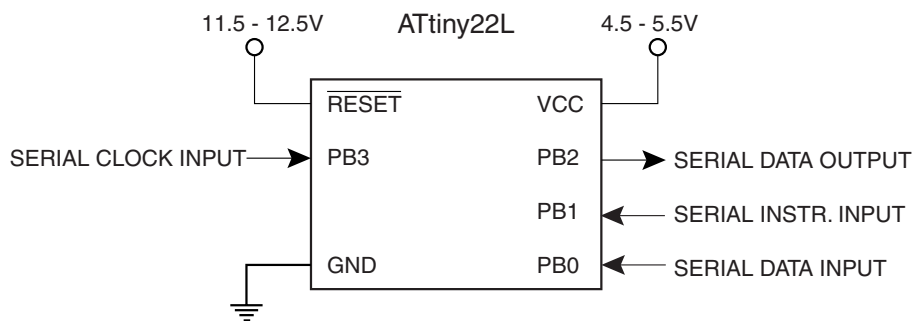 11.5 - 12.5V ATtiny22L 4.5 - 5.5V
RESET VCC
SERIAL CLOCK INPUT PB3 PB2 SERIAL DATA OUTPUT
PB1 SERIAL INSTR. INPUT
GND PB0 SERIAL DATA INPUT